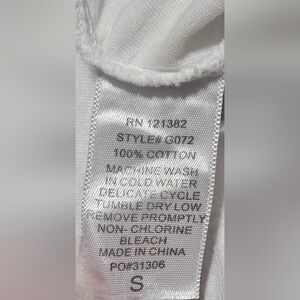 RN 121382
STYLE# G072
100% COTTON
MACHINE WASH
IN COLD WATER
DELICATE CYCLE
TUMBLE DRY LOW
REMOVE PROMPTLY
NON- CHLORINE
BLEACH
MADE IN CHINA
PO#31306
S